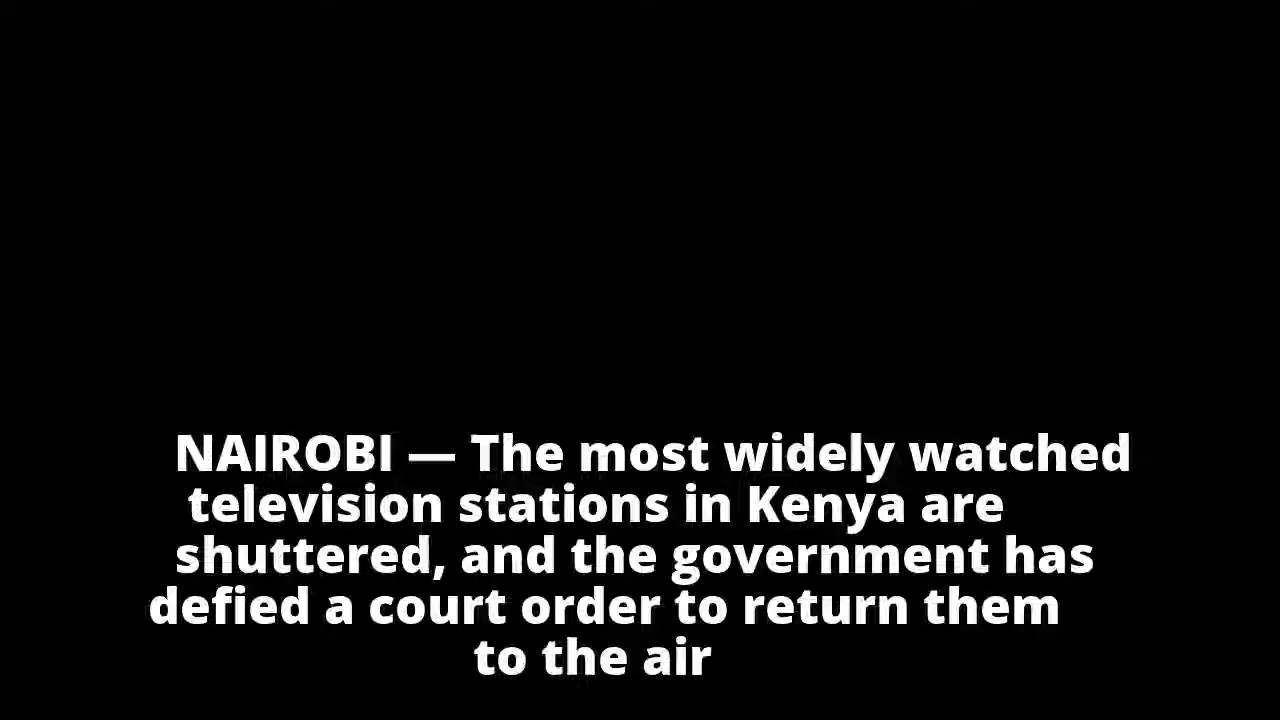 NAIROBI — The most widely watched
television stations in Kenya are
shuttered, and the government has
defied a court order to return them
to the air